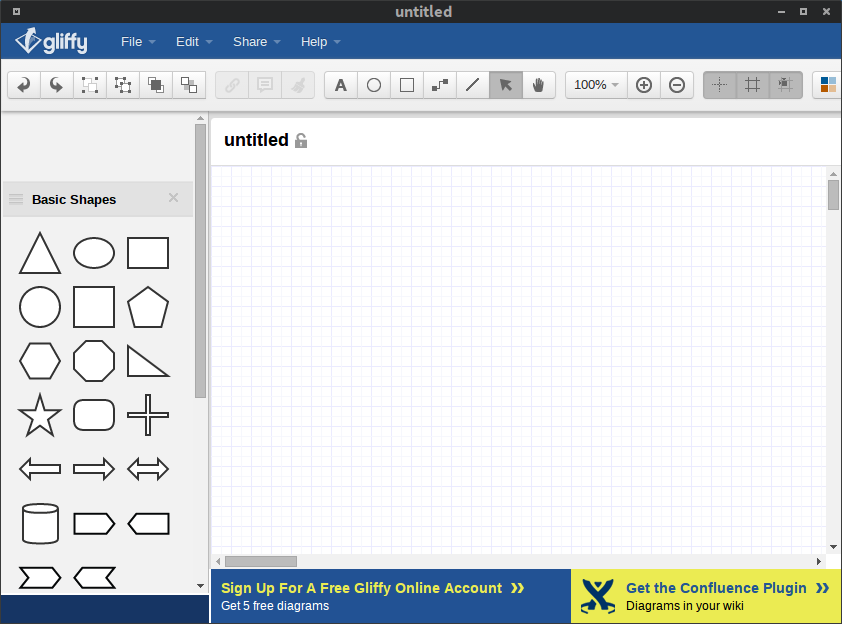 untitled
gliffy
File Edit Share Help
A 100%
untitled
Basic Shapes
Sign Up For A Free Gliffy Online Account »
Get 5 free diagrams
Get the Confluence Plugin »
Diagrams in your wiki